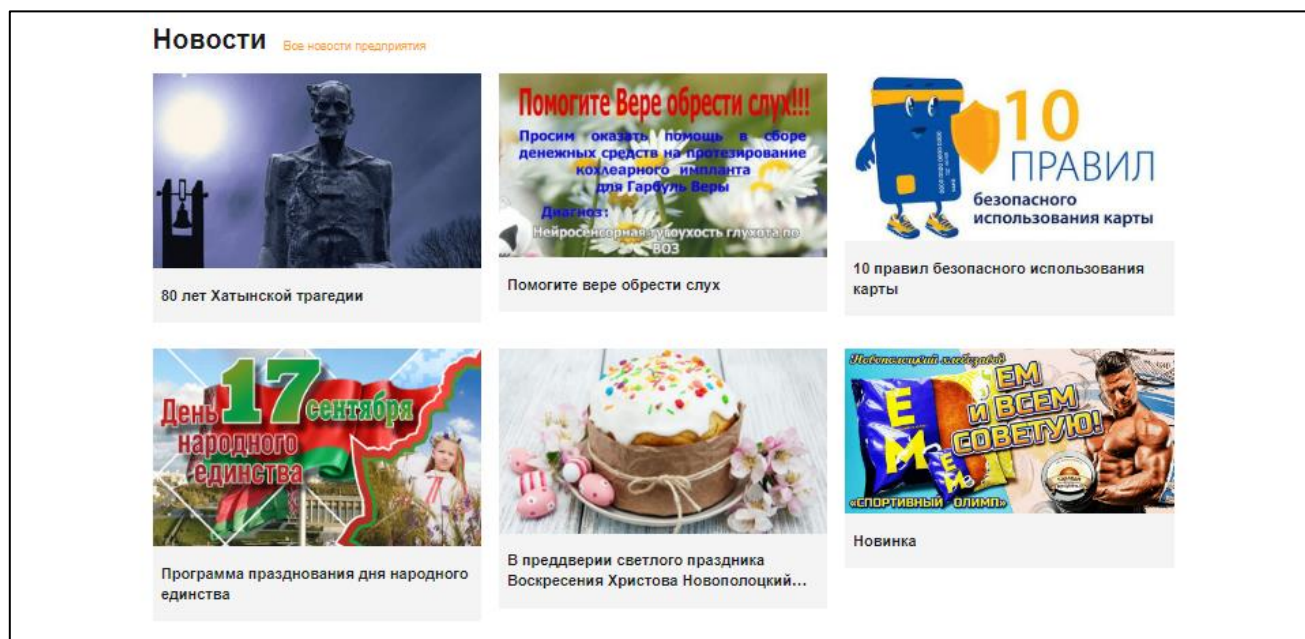 Новости Все новости предприятия
Помогите Вере обрести слух!!!
Просим оказать помощь в сборе
денежных средств на протезирование
кохлеарного импланта
для Гарбуль Веры
Диагноз:
Нейросенсорная тугоухость глухота по
ВОЗ
10
ПРАВИЛ
безопасного
использования карты
80 лет Хатынской трагедии
Помогите вере обрести слух
10 правил безопасного использования
карты
День 17 сентября
народного
единства
Новополоцкий хлебозавод
ЕМ
И ВСЕМ
СОВЕТУЮ!
ЕМ
ЕМ
«СПОРТИВНЫЙ ОЛИМП»
Программа празднования дня народного
единства
В преддверии светлого праздника
Воскресения Христова Новополоцкий...
Новинка